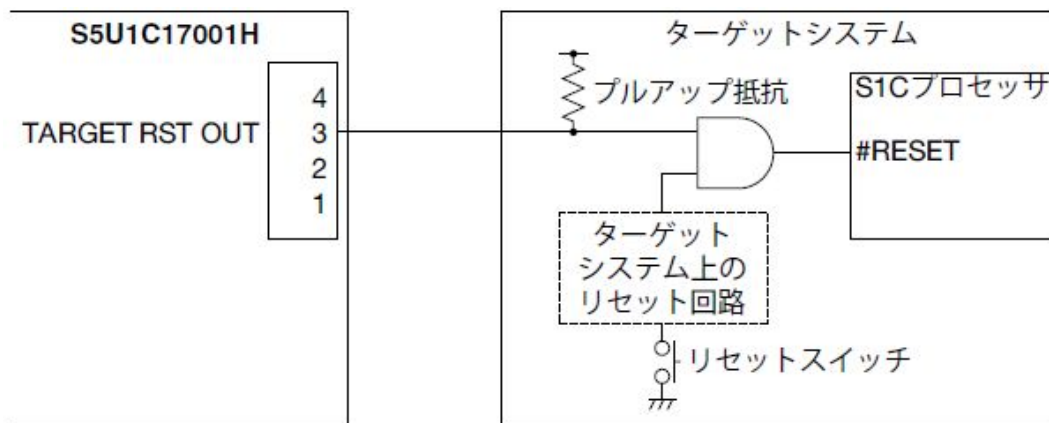 S5U1C17001H
TARGET RST OUT
4
3
2
1
ターゲットシステム
プルアップ抵抗
S1Cプロセッサ
#RESET
ターゲット
システム上の
リセット回路
リセットスイッチ